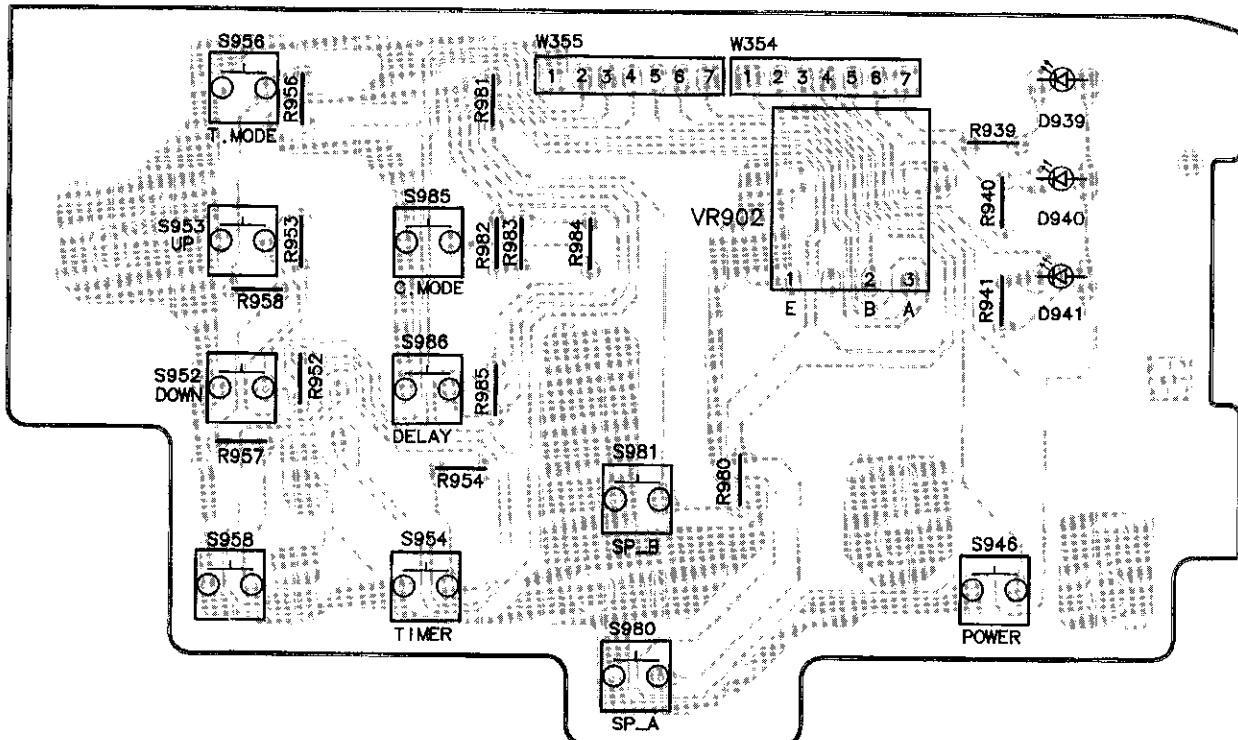 S956
R956
T.MODE
R981
W355
1 2 3 4 5 6 7
W354
1 2 3 4 5 6 7
D939
R939
S953
UP
R953
S985
C.MODE
R982
R983
R984
VR902
1 2 3
E B A
R940
D940
R941
D941
R958
S952
DOWN
R952
S986
DELAY
R985
R957
R954
S981
SP_B
R980
S958
S954
TIMER
S946
POWER
S980
SP_A